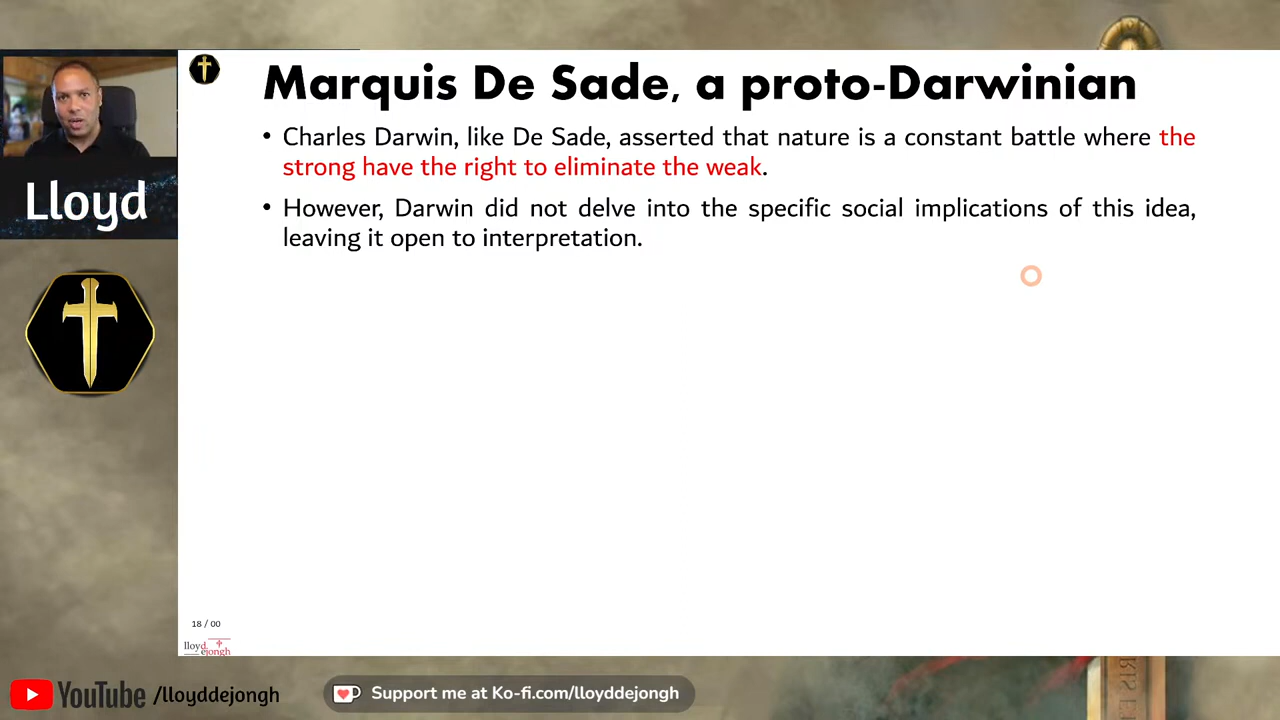 Marquis De Sade, a proto-Darwinian
Lloyd
• Charles Darwin, like De Sade, asserted that nature is a constant battle where the
strong have the right to eliminate the weak.
• However, Darwin did not delve into the specific social implications of this idea,
leaving it open to interpretation.
18 / 00
lloyd
ejongh
YouTube /lloyddejongh
Support me at Ko-fi.com/lloyddejongh